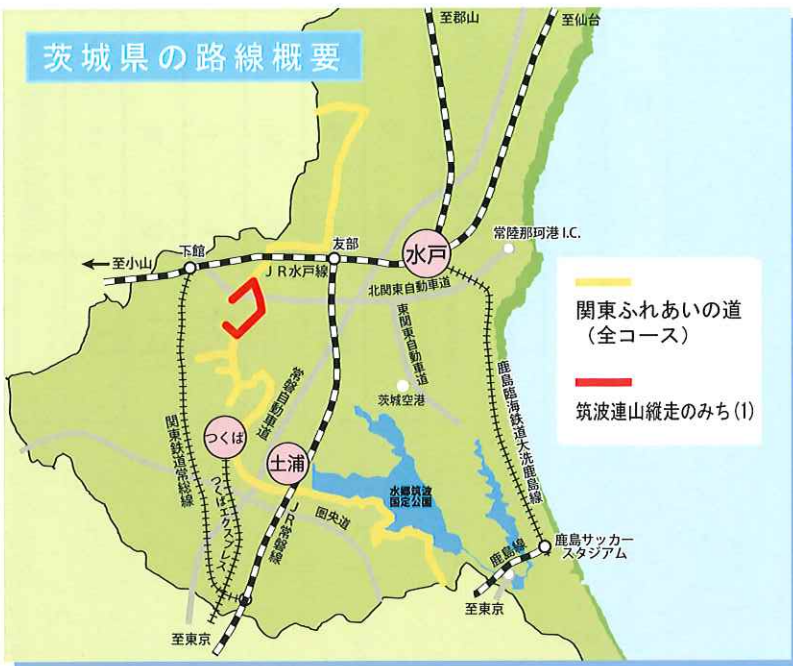 茨城県の路線概要
至郡山
至仙台
常陸那珂港I.C.
水戸
友部
下館
至小山
JR水戸線
北関東自動車道
東関東自動車道
関東ふれあいの道
(全コース)
筑波連山縦走のみち(1)
茨城空港
常磐自動車道
鹿島臨海鉄道大洗鹿島線
関東鉄道常総線
つくば
土浦
水郷筑波
国定公園
つくばエクスプレス
JR常磐線
圏央道
鹿島線
鹿島サッカー
スタジアム
至東京
至東京